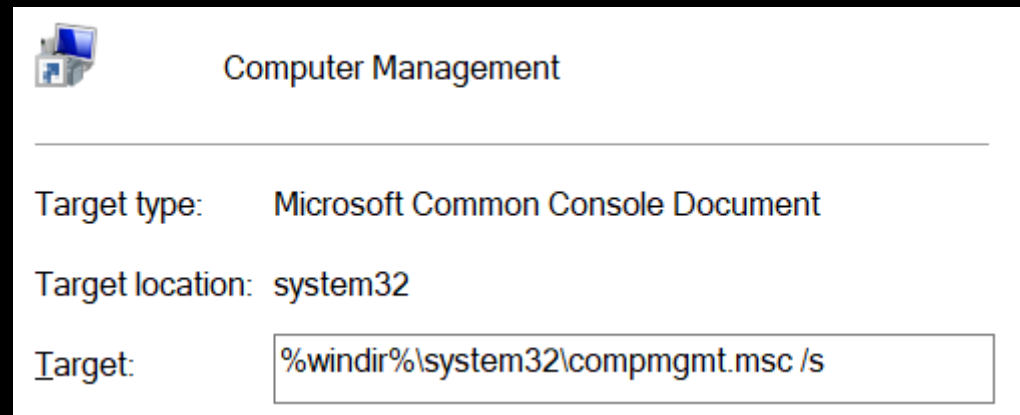 Computer Management
Target type: Microsoft Common Console Document
Target location: system32
Target: %windir%\system32\compmgmt.msc /s